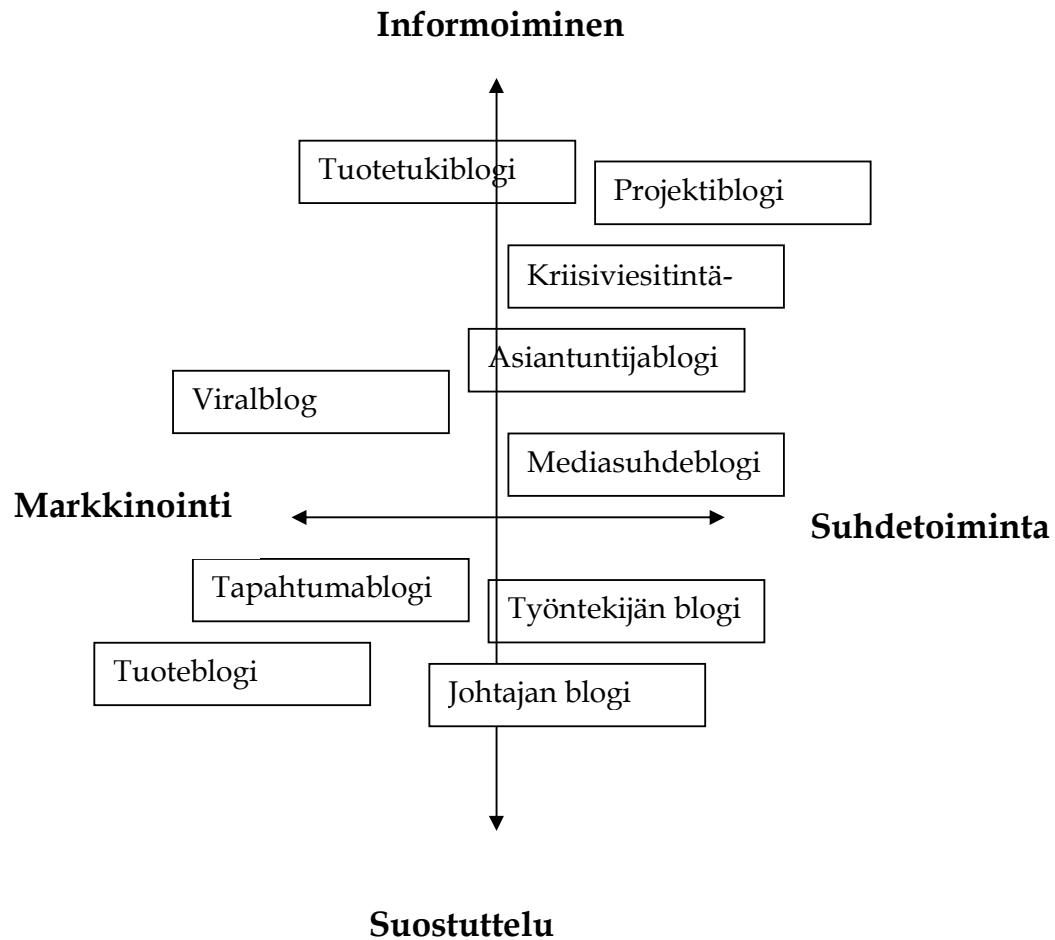 Informoiminen
Tuotetukiblogi
Projektiblogi
Kriisiviesitintä-
Asiantuntijablogi
Viralblog
Mediasuhdeblogi
Markkinointi
Suhdetoiminta
Tapahtumablogi
Työntekijän blogi
Tuoteblogi
Johtajan blogi
Suostuttelu